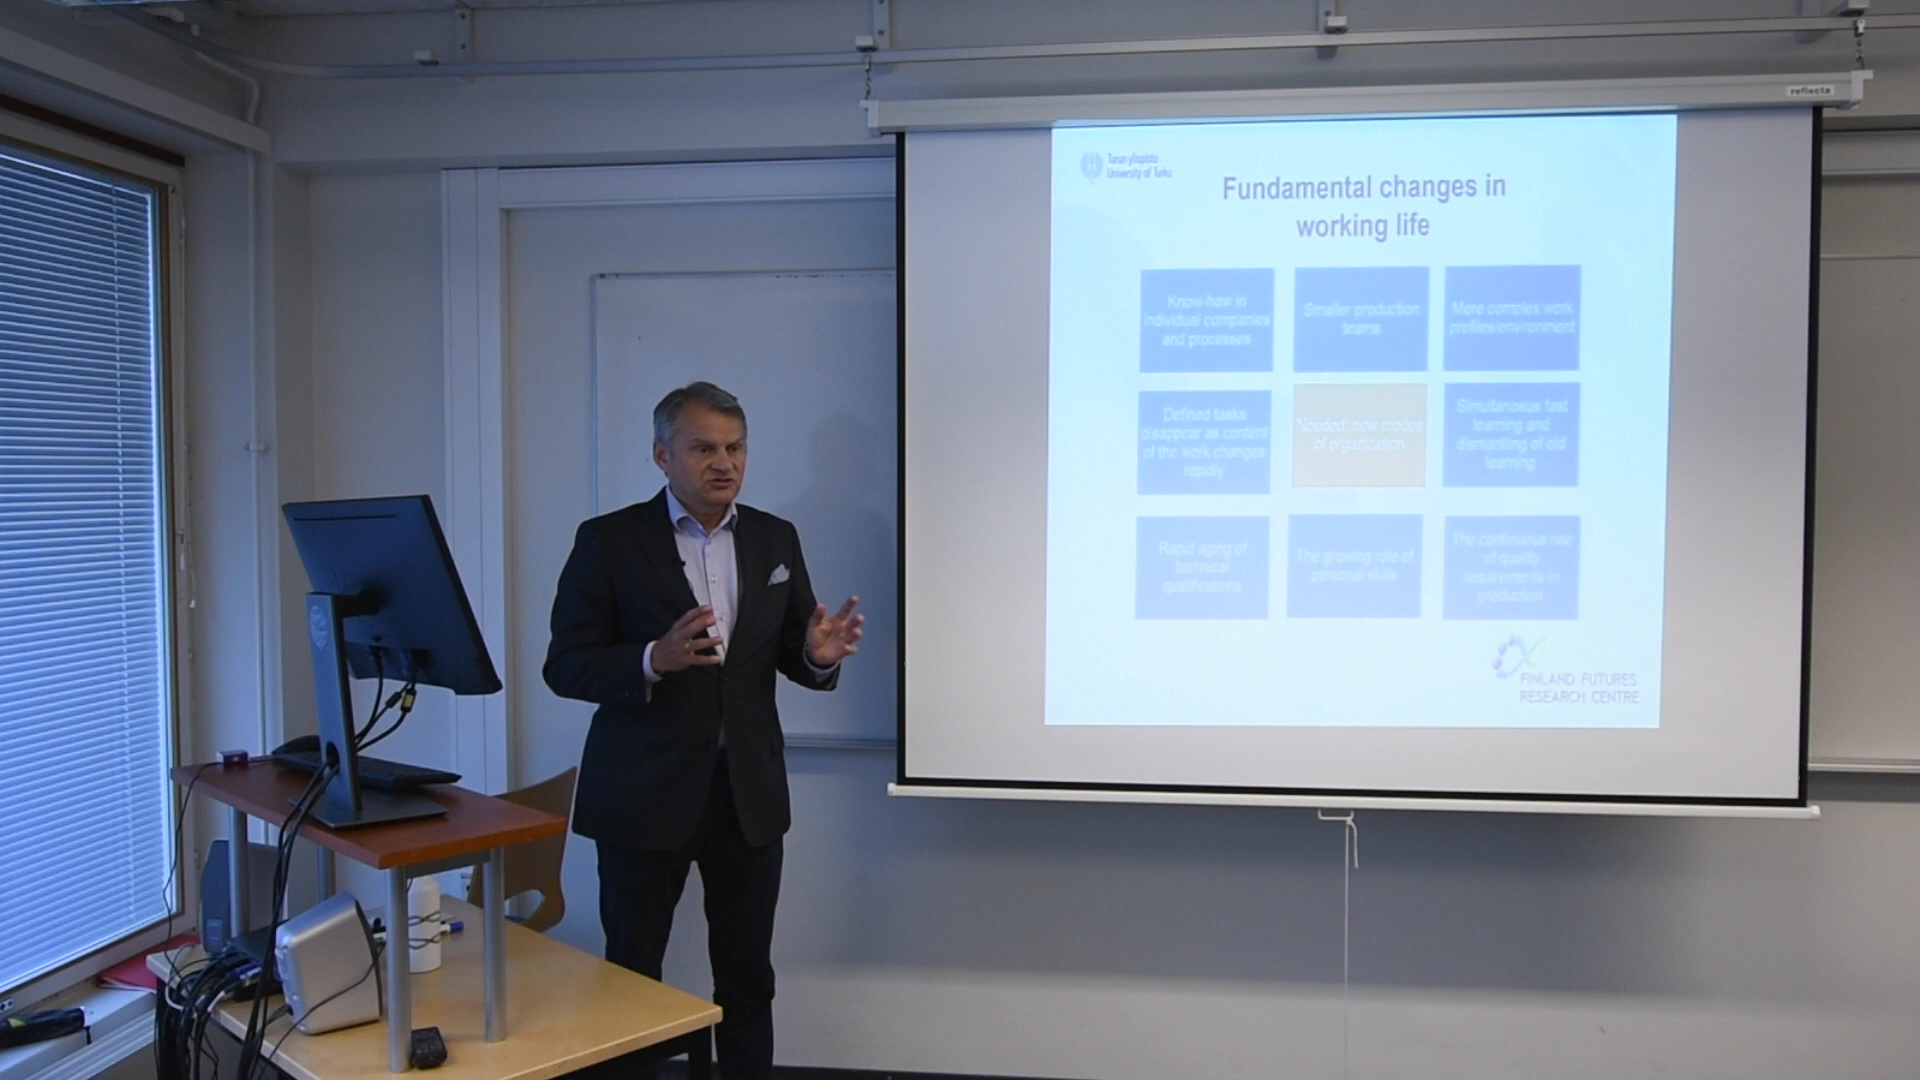 reflecta
Turun yliopisto
University of Turku
Fundamental changes in
working life
Know-how in
individual companies
and processes
Smaller production
teams
More complex work
profiles/environment
Defined tasks
disappear as content
of the work changes
rapidly
Needed: new modes
of organization
Simultanoeus fast
learning and
dismantling of old
learning
Rapid aging of
technical
qualifications
The growing role of
personal skills
The continuous rise
of quality
requirements in
production
FINLAND FUTURES
RESEARCH CENTRE